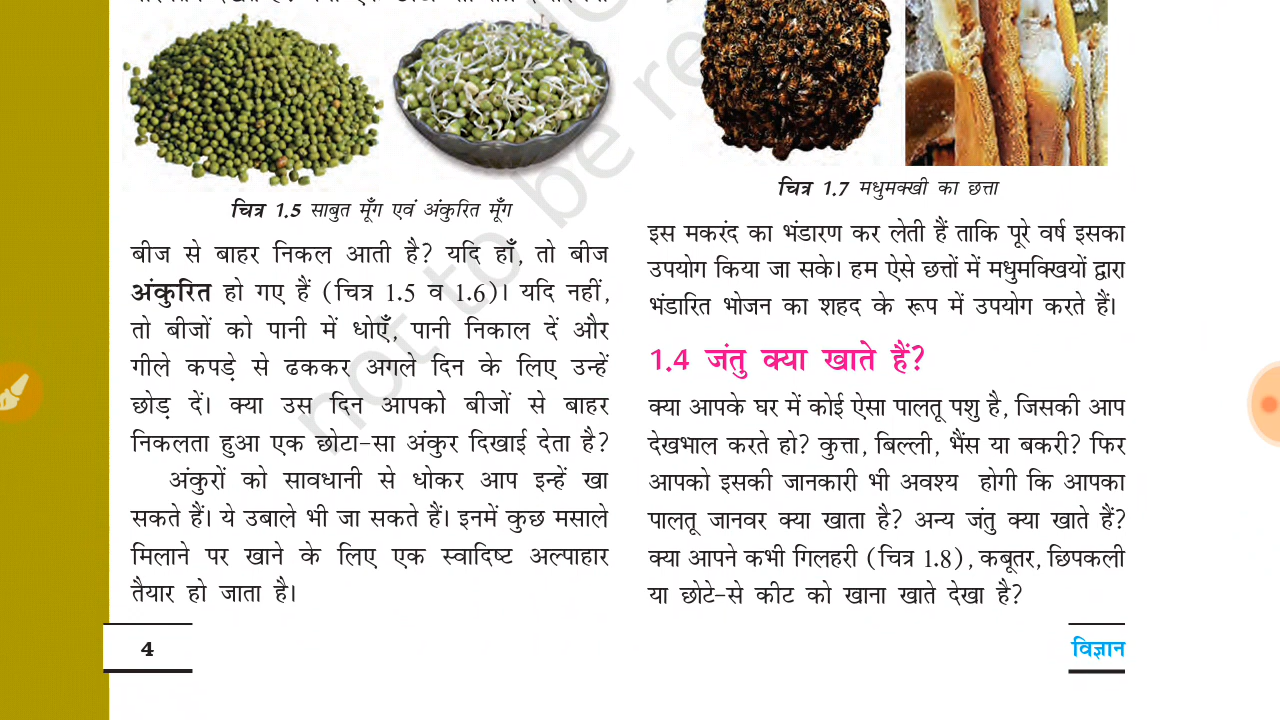 चित्र 1.5 साबुत मूँग एवं अंकुरित मूँग
बीज से बाहर निकल आती है? यदि हाँ, तो बीज
अंकुरित हो गए हैं (चित्र 1.5 व 1.6)। यदि नहीं,
तो बीजों को पानी में धोएँ, पानी निकाल दें और
गीले कपड़े से ढककर अगले दिन के लिए उन्हें
छोड़ दें। क्या उस दिन आपको बीजों से बाहर
निकलता हुआ एक छोटा-सा अंकुर दिखाई देता है?
अंकुरों को सावधानी से धोकर आप इन्हें खा
सकते हैं। ये उबाले भी जा सकते हैं। इनमें कुछ मसाले
मिलाने पर खाने के लिए एक स्वादिष्ट अल्पाहार
तैयार हो जाता है।
चित्र 1.7 मधुमक्खी का छत्ता
इस मकरंद का भंडारण कर लेती हैं ताकि पूरे वर्ष इसका
उपयोग किया जा सके। हम ऐसे छत्तों में मधुमक्खियों द्वारा
भंडारित भोजन का शहद के रूप में उपयोग करते हैं।
1.4 जंतु क्या खाते हैं?
क्या आपके घर में कोई ऐसा पालतू पशु है, जिसकी आप
देखभाल करते हो? कुत्ता, बिल्ली, भैंस या बकरी? फिर
आपको इसकी जानकारी भी अवश्य होगी कि आपका
पालतू जानवर क्या खाता है? अन्य जंतु क्या खाते हैं?
क्या आपने कभी गिलहरी (चित्र 1.8), कबूतर, छिपकली
या छोटे-से कीट को खाना खाते देखा है?
4
विज्ञान
not to be re